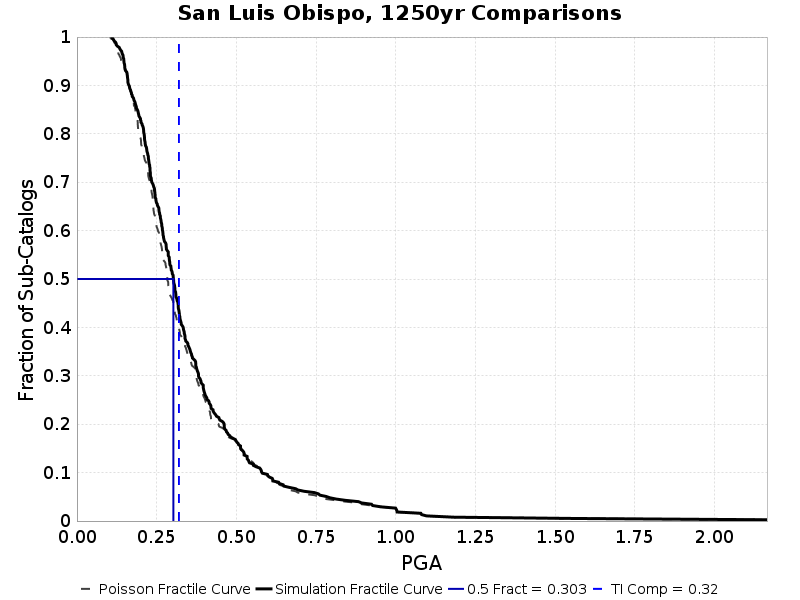 San Luis Obispo, 1250yr Comparisons
1
0.9
0.8
0.7
0.6
0.5
0.4
0.3
0.2
0.1
0
Fraction of Sub-Catalogs
0.00 0.25 0.50 0.75 1.00 1.25 1.50 1.75 2.00
PGA
Poisson Fractile Curve Simulation Fractile Curve 0.5 Fract = 0.303 TI Comp = 0.32